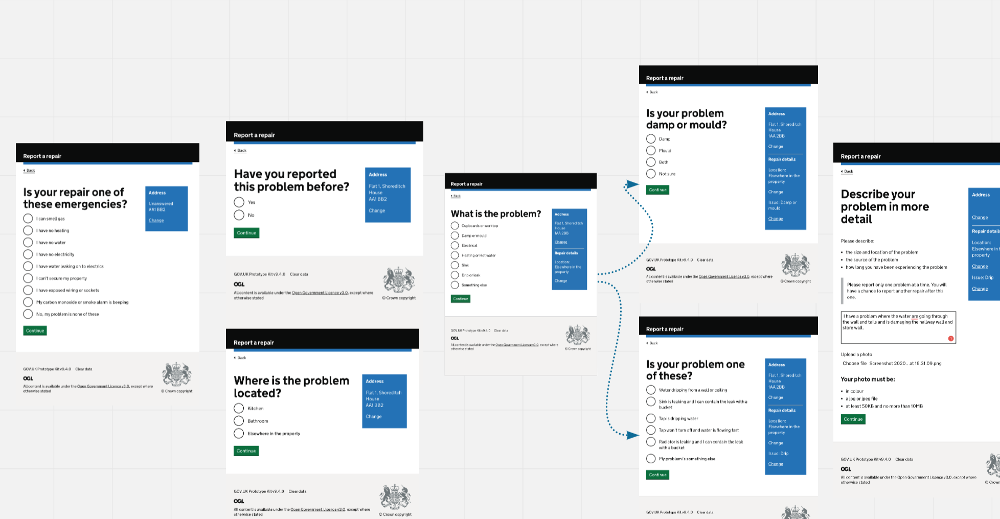 Report a repair
Back
Is your repair one of
these emergencies?
I can smell gas
I have no heating
I have no water
I have no electricity
I have water leaking on to electrics
I can't secure my property
I have exposed wiring or sockets
My carbon monoxide or smoke alarm is beeping
No, my problem is none of these
Continue
Address
Unanswered
AA1 BB2
Change
GOV.UK Prototype Kit v9.4.0 Clear data
OGL
All content is available under the Open Government Licence v3.0, except where
otherwise stated
© Crown copyright
Report a repair
Back
Have you reported
this problem before?
Yes
No
Continue
Address
Flat 1, Shoreditch
House
AA1 BB2
Change
GOV.UK Prototype Kit v9.4.0 Clear data
OGL
All content is available under the Open Government Licence v3.0, except where
otherwise stated
© Crown copyright
Report a repair
Back
Where is the problem
located?
Kitchen
Bathroom
Elsewhere in the property
Continue
Address
Flat 1, Shoreditch
House
AA1 BB2
Change
GOV.UK Prototype Kit v9.4.0 Clear data
OGL
All content is available under the Open Government Licence v3.0, except where
otherwise stated
© Crown copyright
Report a repair
Back
What is the problem?
Cupboards or worktop
Damp or mould
Electrical
Heating or Hot water
Sink
Drip or leak
Something else
Continue
Address
Flat 1, Shoreditch
House
1AA 2BB
Change
Repair details
Location:
Elsewhere in the
property
Change
GOV.UK Prototype Kit v9.4.0 Clear data
OGL
All content is available under the Open Government Licence v3.0, except where
otherwise stated
© Crown copyright
Report a repair
Back
Is your problem
damp or mould?
Damp
Mould
Both
Not sure
Continue
Address
Flat 1, Shoreditch
House
1AA 2BB
Change
Repair details
Location:
Elsewhere in the
property
Change
Issue: Damp or
mould
Change
GOV.UK Prototype Kit v9.4.0 Clear data
OGL
All content is available under the Open Government Licence v3.0, except where
otherwise stated
© Crown copyright
Report a repair
Back
Is your problem one
of these?
Water dripping from a wall or ceiling
Sink is leaking and I can contain the leak with a
bucket
Tap is dripping water
Tap won't turn off and water is flowing fast
Radiator is leaking and I can contain the leak
with a bucket
My problem is something else
Continue
Address
Flat 1, Shoreditch
House
1AA 2BB
Change
Repair details
Location:
Elsewhere in the
property
Change
Issue: Drip
Change
GOV.UK Prototype Kit v9.4.0 Clear data
Report a repair
Back
Describe your
problem in more
detail
Please describe:
the size and location of the problem
the source of the problem
how long you have been experiencing the problem
Please report only one problem at a time. You will
have a chance to report another repair after this
one.
I have a problem where the water are going through
the wall and tails and is damaging the hallway wall and
store wall.
1
Upload a photo
Choose file Screenshot 2020...at 16.31.09.png
Your photo must be:
in colour
a jpg or jpeg file
at least 50KB and no more than 10MB
Continue
Address
Change
Repair details
Location:
Elsewhere in
property
Change
Issue: Drip
Change
GOV.UK Prototype Kit v9.4.0 Clear data
OGL
All content is available under the Open Government Licence v3.0, except where
otherwise stated
© Crown